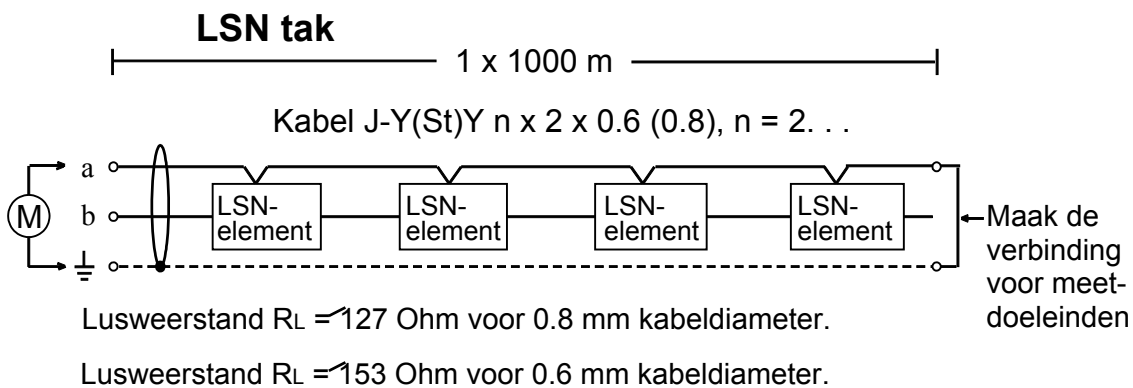 LSN tak
1 x 1000 m
Kabel J-Y(St)Y n x 2 x 0.6 (0.8), n = 2. . .
a
M
b
LSN-
element
LSN-
element
LSN-
element
LSN-
element
Maak de
verbinding
voor meet-
doeleinden
Lusweerstand RL = 127 Ohm voor 0.8 mm kabeldiameter.
Lusweerstand RL = 153 Ohm voor 0.6 mm kabeldiameter.